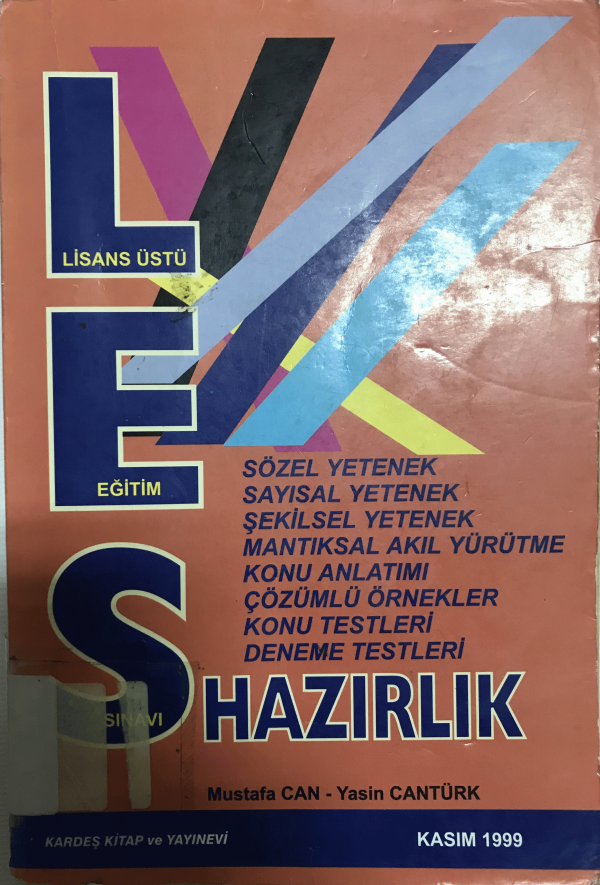 L
LİSANS ÜSTÜ
E
EĞİTİM
SÖZEL YETENEK
SAYISAL YETENEK
ŞEKİLSEL YETENEK
MANTIKSAL AKIL YÜRÜTME
KONU ANLATIMI
ÇÖZÜMLÜ ÖRNEKLER
KONU TESTLERİ
DENEME TESTLERİ
S HAZIRLIK
SINAVI
Mustafa CAN - Yasin CANTÜRK
KARDEŞ KİTAP ve YAYINEVİ KASIM 1999